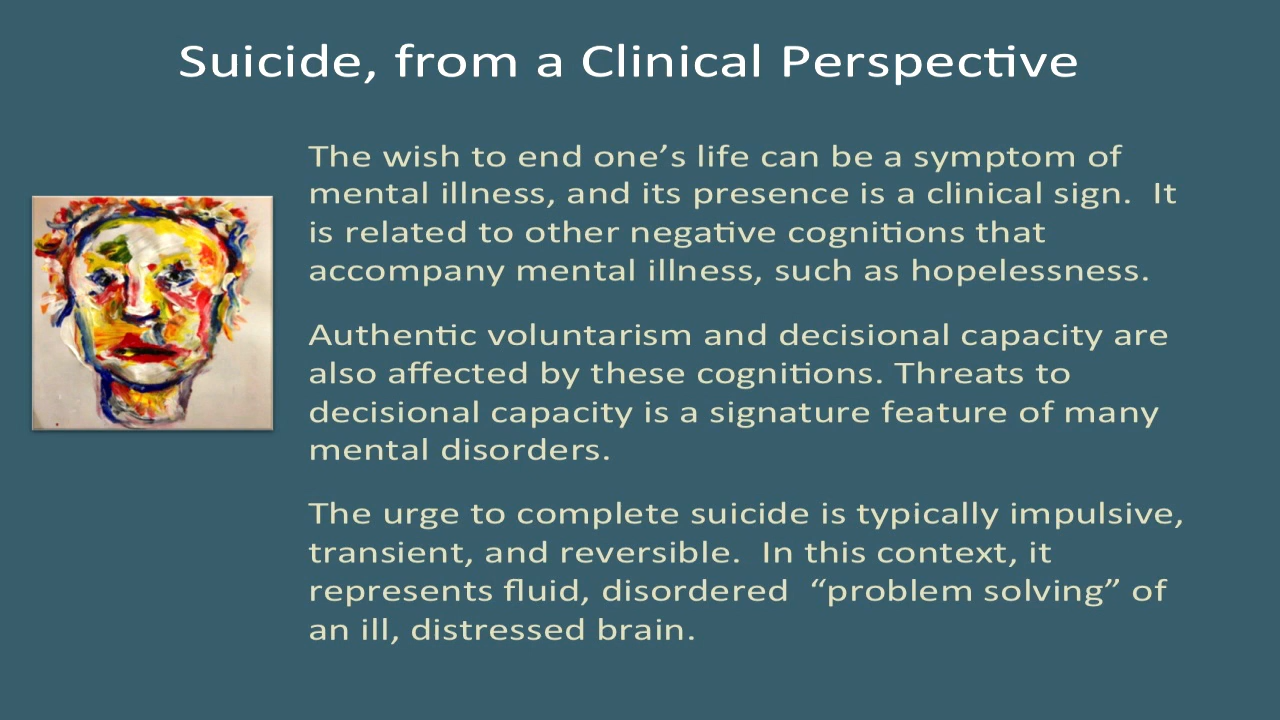 Suicide, from a Clinical Perspective
The wish to end one’s life can be a symptom of
mental illness, and its presence is a clinical sign.  It
is related to other negative cognitions that
accompany mental illness, such as hopelessness.
Authentic voluntarism and decisional capacity are
also affected by these cognitions. Threats to
decisional capacity is a signature feature of many
mental disorders.
The urge to complete suicide is typically impulsive,
transient, and reversible.  In this context, it
represents fluid, disordered  “problem solving” of
an ill, distressed brain.